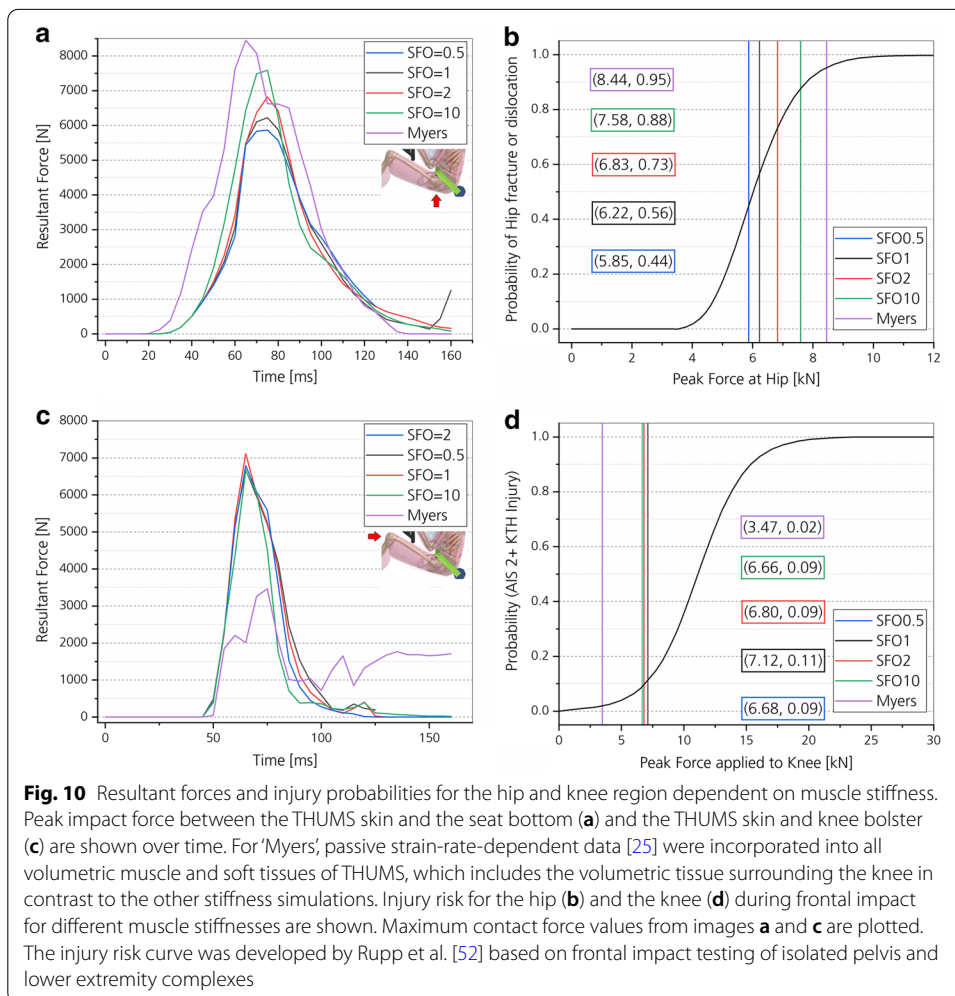 a
8000
7000
6000
5000
4000
3000
2000
1000
0
Resultant Force [N]
0 20 40 60 80 100 120 140 160
Time [ms]
SFO=0.5
SFO=1
SFO=2
SFO=10
Myers
b
1.0
0.8
0.6
0.4
0.2
0.0
Probability of Hip fracture or dislocation
(8.44, 0.95)
(7.58, 0.88)
(6.83, 0.73)
(6.22, 0.56)
(5.85, 0.44)
SFO0.5
SFO1
SFO2
SFO10
Myers
0 2 4 6 8 10 12
Peak Force at Hip [kN]
c
8000
7000
6000
5000
4000
3000
2000
1000
0
Resultant Force [N]
0 50 100 150
Time [ms]
SFO=2
SFO=0.5
SFO=1
SFO=10
Myers
d
1.0
0.8
0.6
0.4
0.2
0.0
Probability (AIS 2+ KTH Injury)
(3.47, 0.02)
(6.66, 0.09)
(6.80, 0.09)
(7.12, 0.11)
(6.68, 0.09)
SFO0.5
SFO1
SFO2
SFO10
Myers
0 5 10 15 20 25 30
Peak Force applied to Knee [kN]
Fig. 10 Resultant forces and injury probabilities for the hip and knee region dependent on muscle stiffness.
Peak impact force between the THUMS skin and the seat bottom (a) and the THUMS skin and knee bolster
(c) are shown over time. For ‘Myers’, passive strain-rate-dependent data [25] were incorporated into all
volumetric muscle and soft tissues of THUMS, which includes the volumetric tissue surrounding the knee in
contrast to the other stiffness simulations. Injury risk for the hip (b) and the knee (d) during frontal impact
for different muscle stiffnesses are shown. Maximum contact force values from images a and c are plotted.
The injury risk curve was developed by Rupp et al. [52] based on frontal impact testing of isolated pelvis and
lower extremity complexes